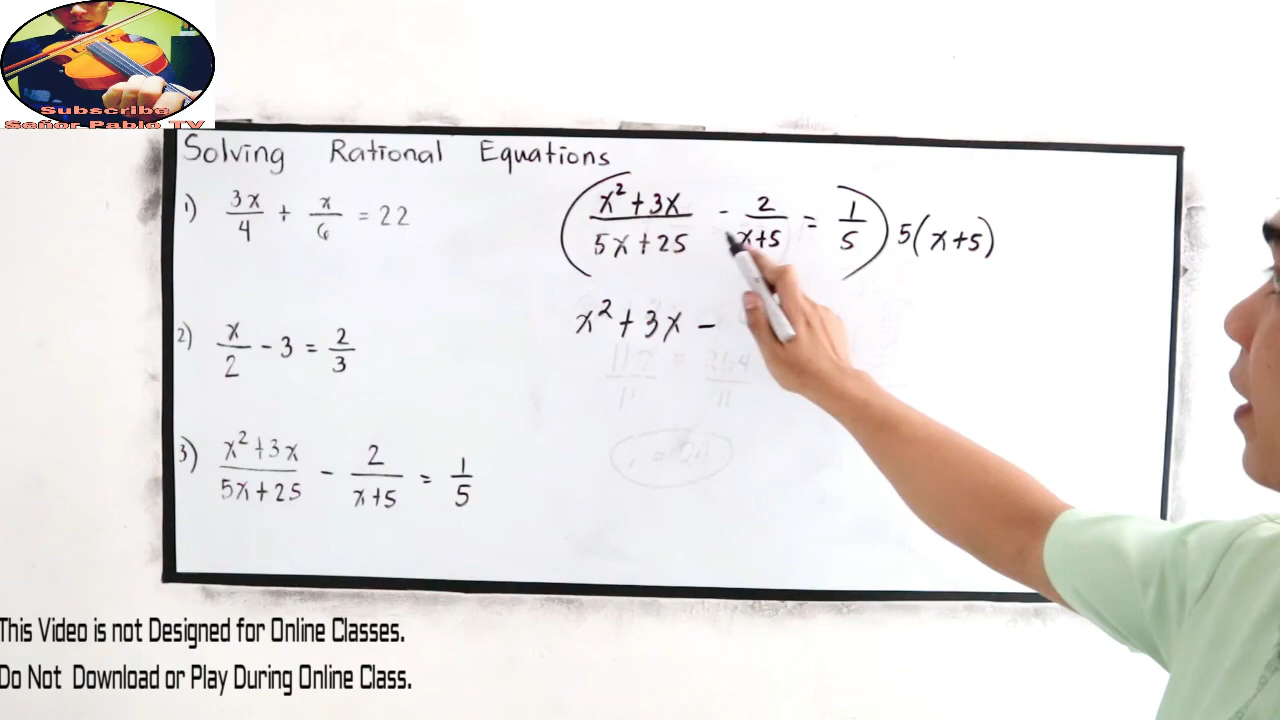 Subscribe
Señor Pablo TV
Solving Rational Equations
1) 3x/4 + x/6 = 22
2) x/2 - 3 = 2/3
3) x² + 3x/5x + 25 - 2/x+5 = 1/5
(x² + 3x/5x + 25 - 2/x+5 = 1/5) 5(x+5)
x² + 3x -
This Video is not Designed for Online Classes.
Do Not Download or Play During Online Class.